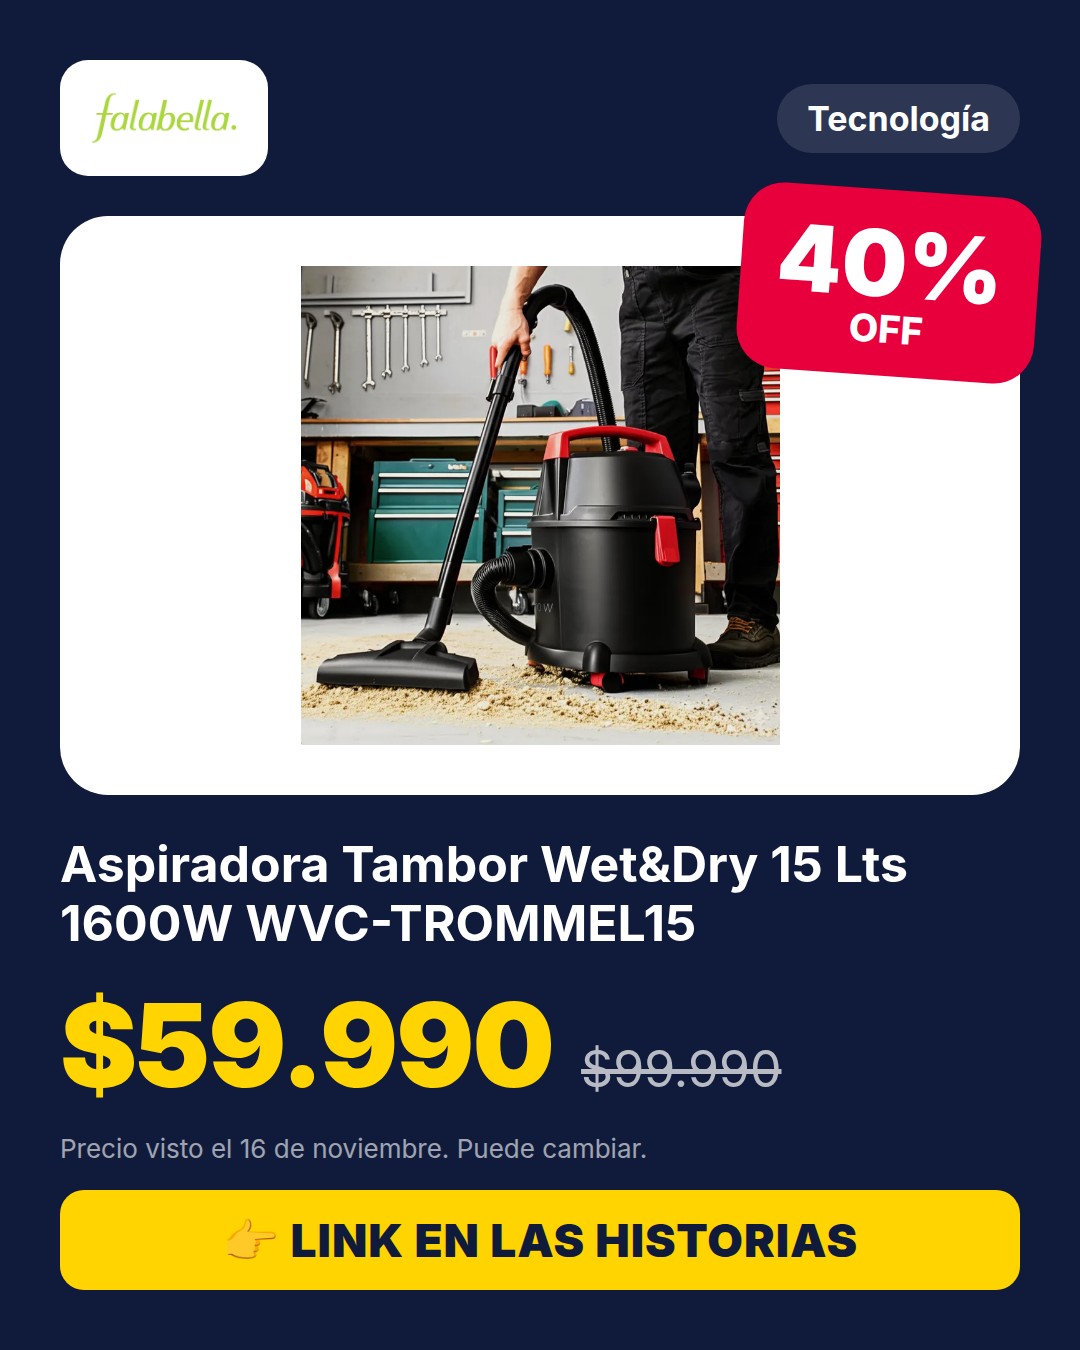 falabella.
Tecnología
40%
OFF
Aspiradora Tambor Wet&Dry 15 Lts
1600W WVC-TROMMEL15
$59.990 $99.990
Precio visto el 16 de noviembre. Puede cambiar.
👉 LINK EN LAS HISTORIAS